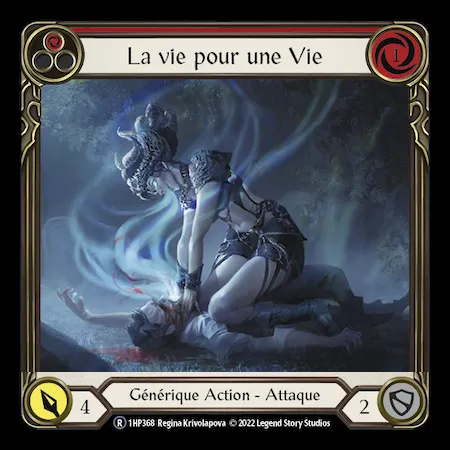 La vie pour une Vie
1
4
Générique Action - Attaque
2
R 1HP368 Regina Krivolapova © 2022 Legend Story Studios